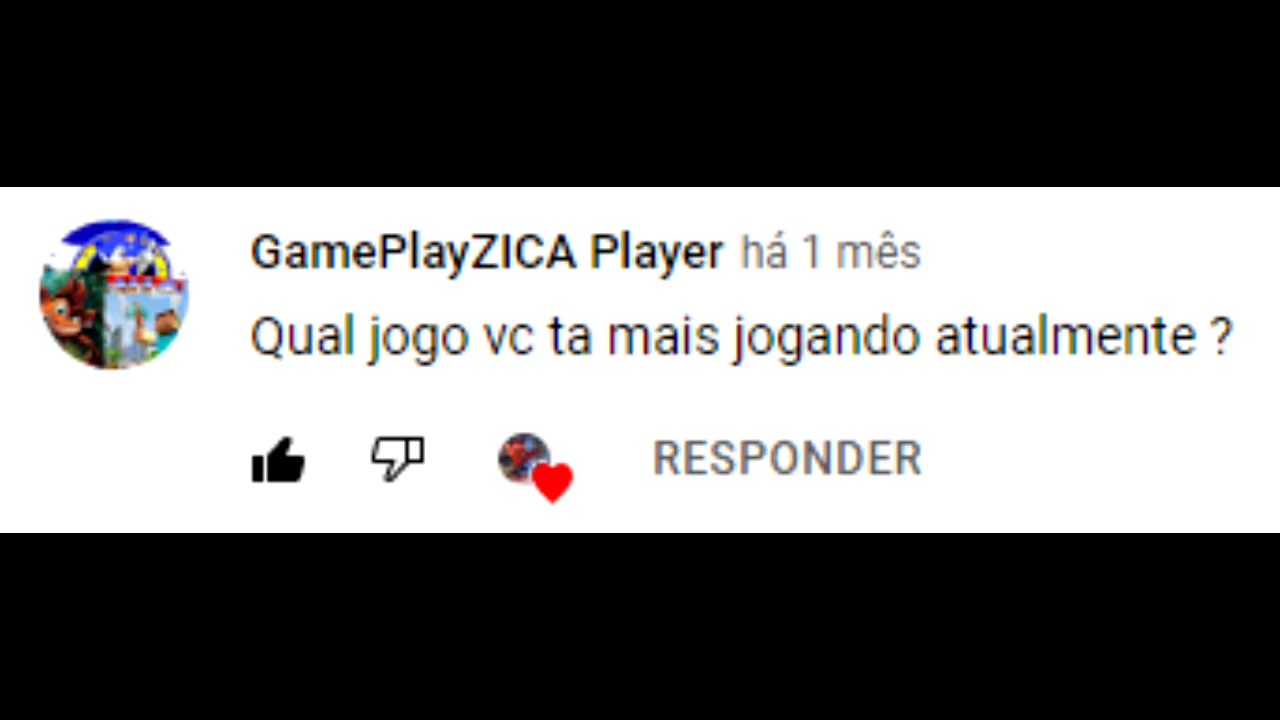 GamePlayZICA Player há 1 mês
Qual jogo vc ta mais jogando atualmente ?
RESPONDER